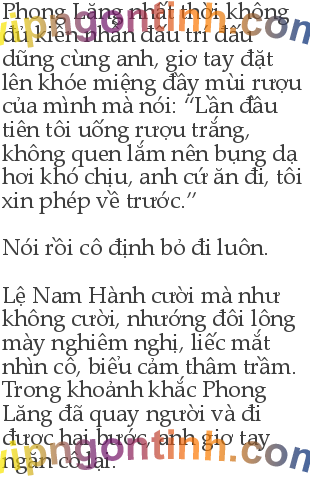 Phong Lăng nhất thời không
đủ kiên nhẫn đấu trí đấu
dũng cùng anh, giơ tay đặt
lên khóe miệng đầy mùi rượu
của mình mà nói: “Lần đầu
tiên tôi uống rượu trắng,
không quen lắm nên bụng dạ
hơi khó chịu, anh cứ ăn đi, tôi
xin phép về trước.”
Nói rồi cô định bỏ đi luôn.
Lệ Nam Hành cười mà như
không cười, nhướng đôi lông
mày nghiêm nghị, liếc mắt
nhìn cô, biểu cảm thâm trầm.
Trong khoảnh khắc Phong
Lăng đã quay người và đi
được hai bước, anh giơ tay
ngăn cô lại.
vipngontinh.com
vipngontinh.com